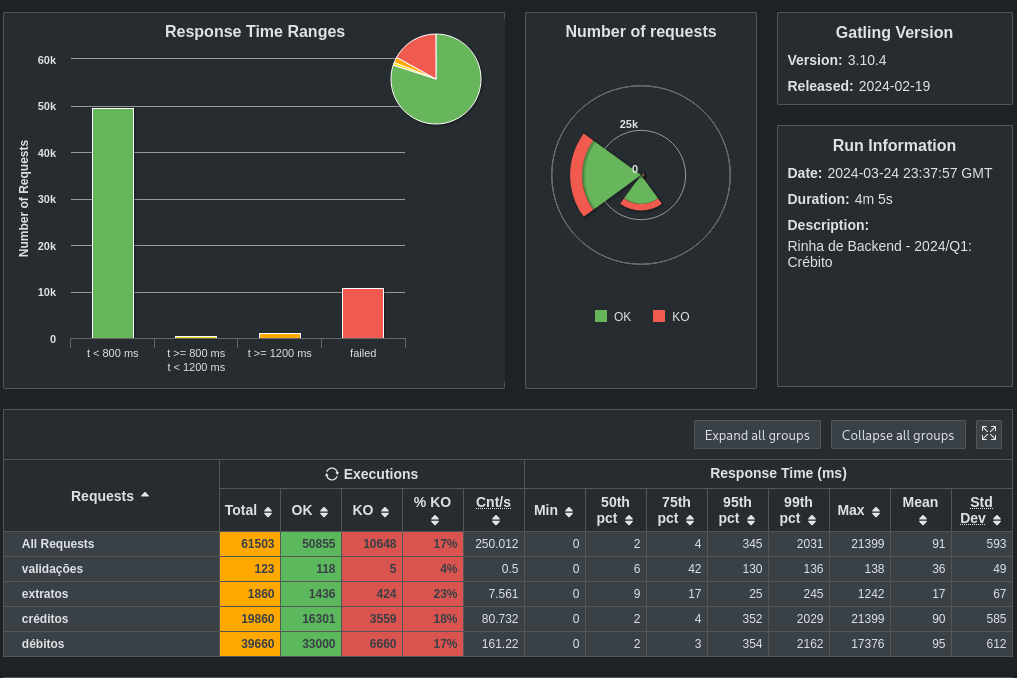 Response Time Ranges
60k
50k
40k
30k
20k
10k
0
Number of Requests
t < 800 ms
t >= 800 ms
t < 1200 ms
t >= 1200 ms
failed
Number of requests
25k
0
OK
KO
Gatling Version
Version: 3.10.4
Released: 2024-02-19
Run Information
Date: 2024-03-24 23:37:57 GMT
Duration: 4m 5s
Description:
Rinha de Backend - 2024/Q1:
Crébito
Expand all groups Collapse all groups
Requests Executions Response Time (ms)
Total OK KO % KO Cnt/s Min 50th pct 75th pct 95th pct 99th pct Max Mean Std Dev
All Requests 61503 50855 10648 17% 250.012 0 2 4 345 2031 21399 91 593
validações 123 118 5 4% 0.5 0 6 42 130 136 138 36 49
extratos 1860 1436 424 23% 7.561 0 9 17 25 245 1242 17 67
créditos 19860 16301 3559 18% 80.732 0 2 4 352 2029 21399 90 585
débitos 39660 33000 6660 17% 161.22 0 2 3 354 2162 17376 95 612